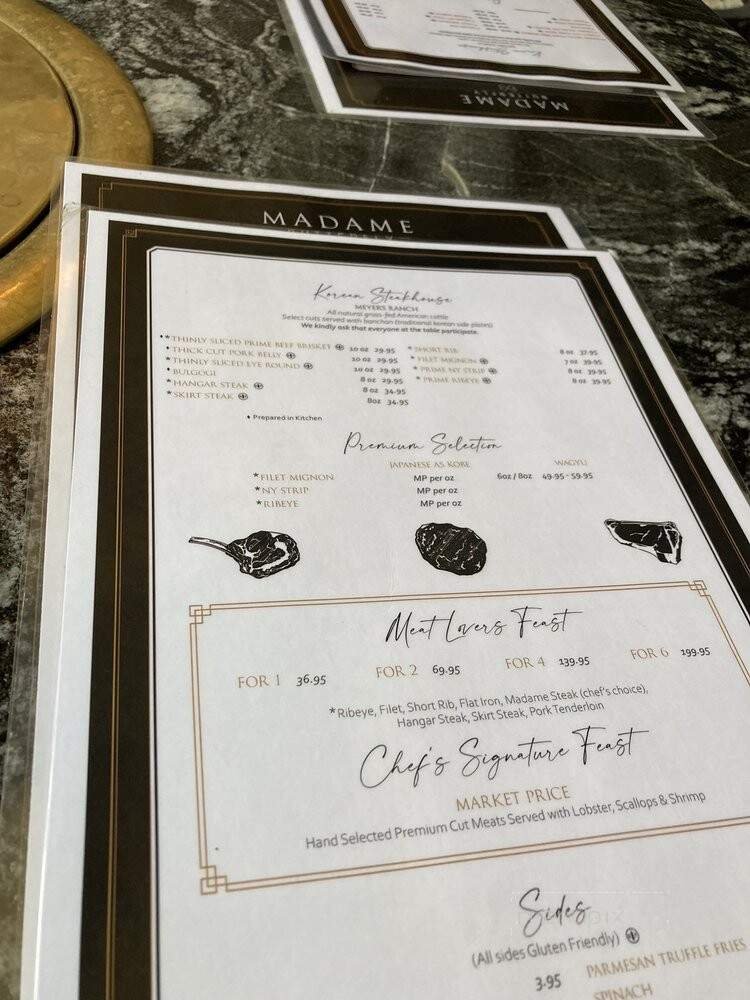 MADAME
MADAME
Korean Steakhouse
MEYERS RANCH
All natural grass-fed American cattle
Select cuts served with banchan (traditional korean side plates)
We kindly ask that everyone at the table participate.
*THINLY SLICED PRIME BEEF BRISKET 10 oz 29.95
♦THICK CUT PORK BELLY 10 oz 29.95
*THINLY SLICED EYE ROUND 10 oz 29.95
♦BULGOGI 8 oz 29.95
*HANGAR STEAK 8 oz 34.95
*SKIRT STEAK 8oz 34.95
*SHORT RIB 8 oz 37.95
*FILET MIGNON 7 oz 39.95
*PRIME NY STRIP 8 oz 39.95
*PRIME RIBEYE 8 oz 39.95
♦ Prepared in Kitchen
Premium Selection
JAPANESE A5 KOBE WAGYU
*FILET MIGNON MP per oz 6oz / 8oz 49.95 - 59.95
*NY STRIP MP per oz
*RIBEYE MP per oz
Meat Lovers Feast
FOR 1 36.95 FOR 2 69.95 FOR 4 139.95 FOR 6 199.95
*Ribeye, Filet, Short Rib, Flat Iron, Madame Steak (chef's choice),
Hangar Steak, Skirt Steak, Pork Tenderloin
Chef's Signature Feast
MARKET PRICE
Hand Selected Premium Cut Meats Served with Lobster, Scallops & Shrimp
Sides
(All sides Gluten Friendly)
3.95 PARMESAN TRUFFLE FRIES
SPINACH